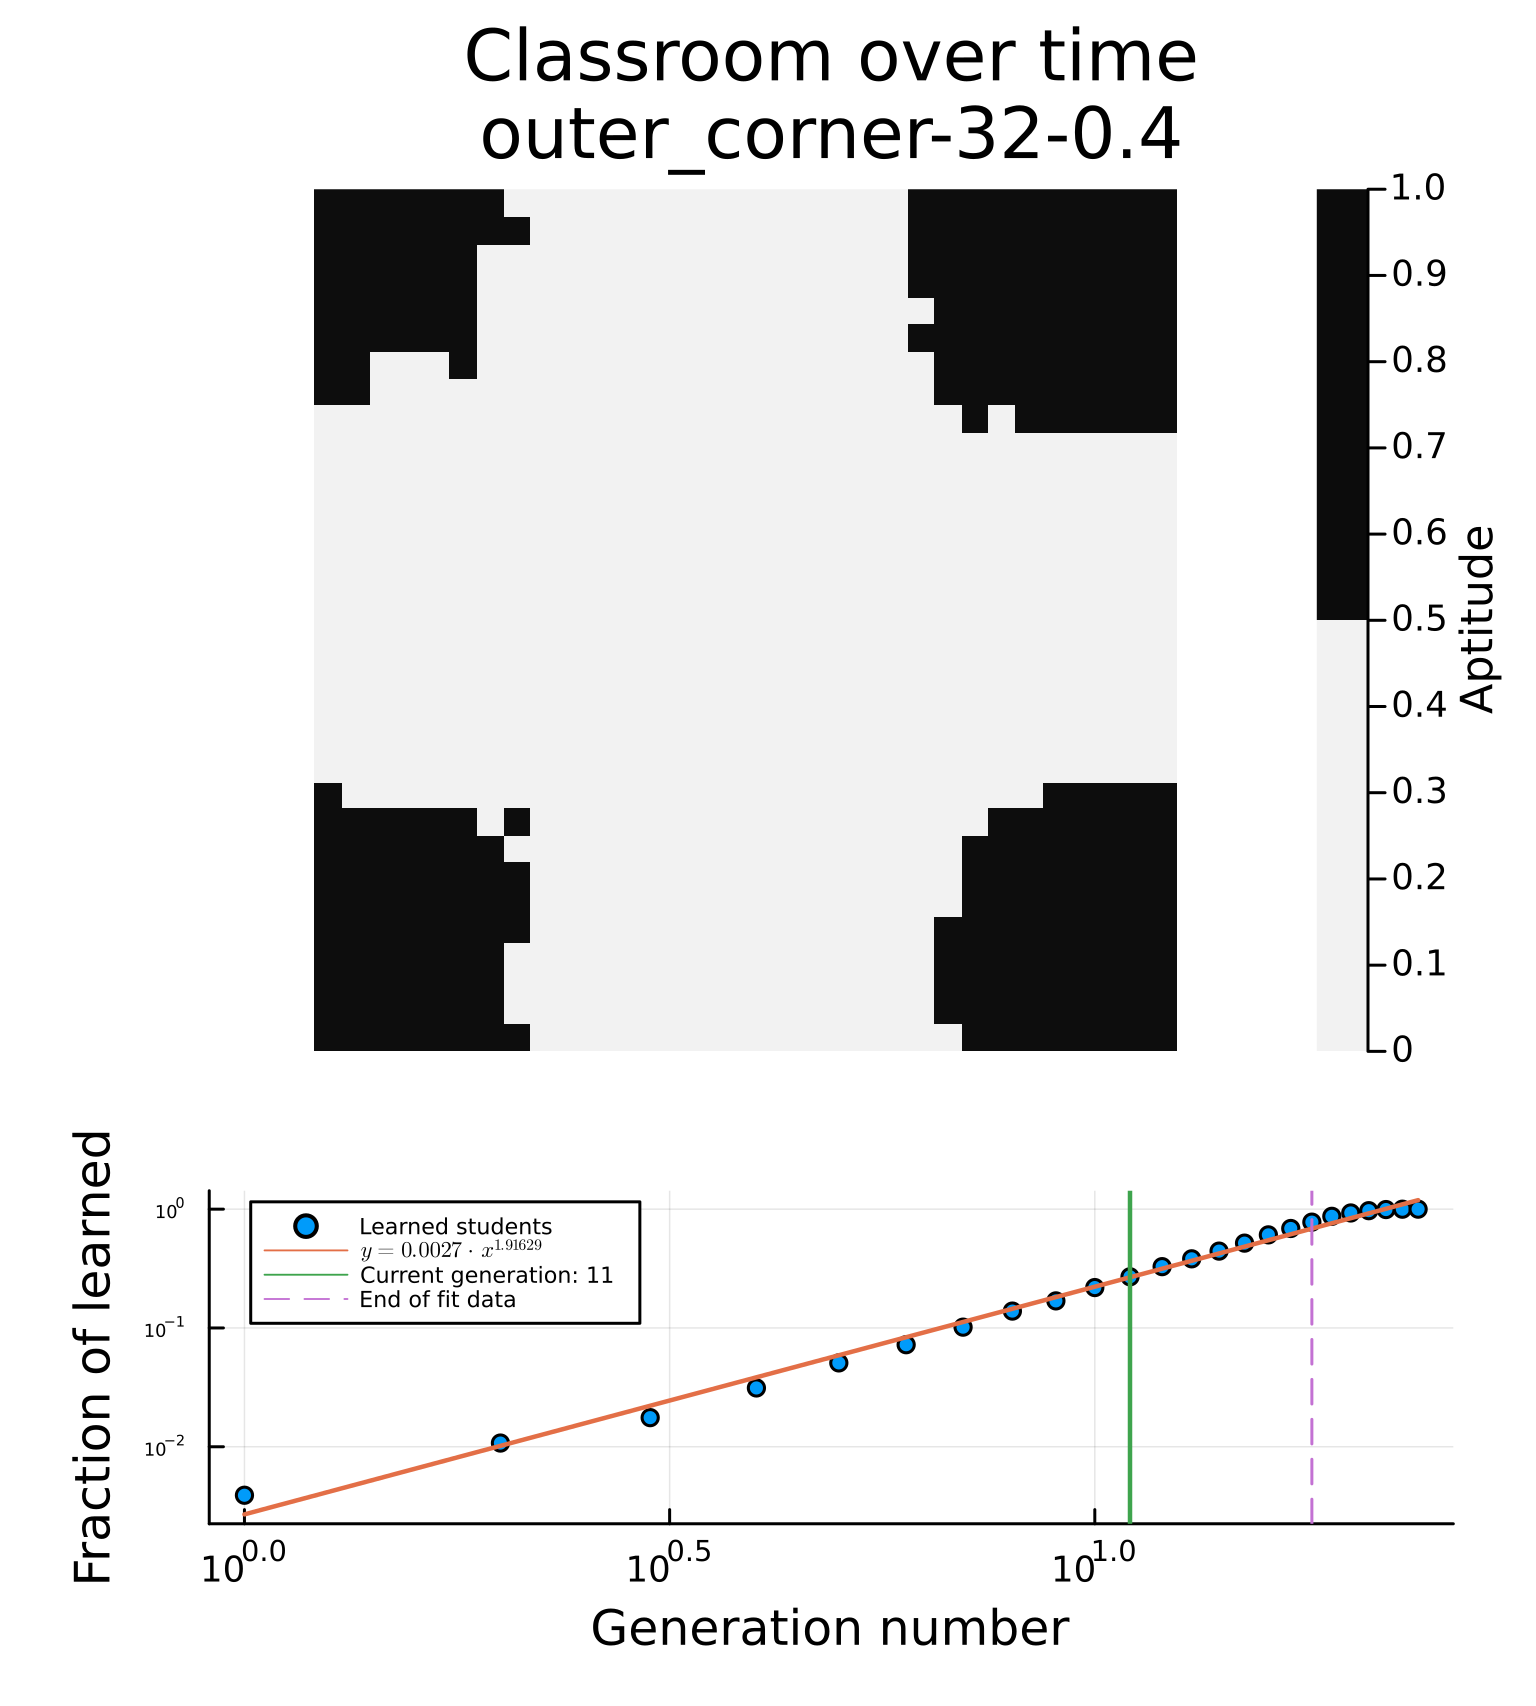 Classroom over time
outer_corner-32-0.4
1.0
0.9
0.8
0.7
0.6
0.5
0.4
0.3
0.2
0.1
0
Aptitude
Fraction of learned
10^0
10^-1
10^-2
Learned students
y = 0.0027 · x^1.91629
Current generation: 11
End of fit data
10^0.0
10^0.5
10^1.0
Generation number